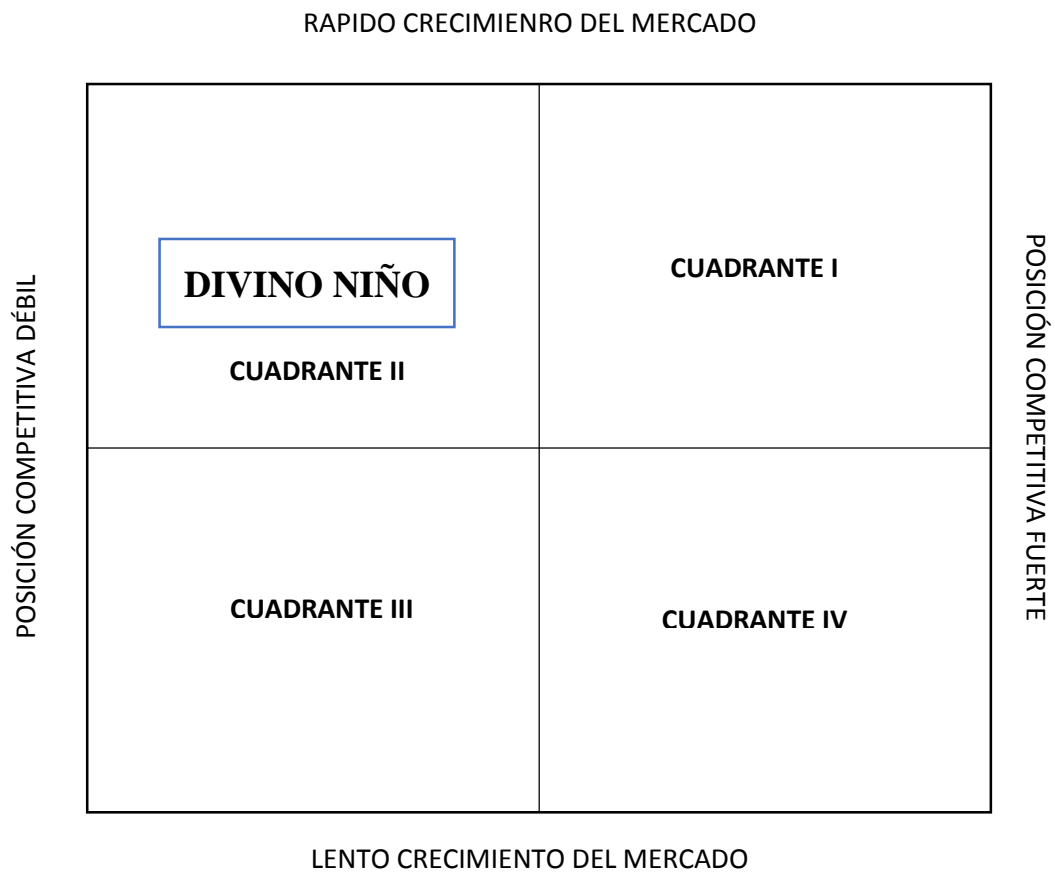 RAPIDO CRECIMIENRO DEL MERCADO
POSICIÓN COMPETITIVA DÉBIL
DIVINO NIÑO
CUADRANTE II
CUADRANTE I
POSICIÓN COMPETITIVA FUERTE
CUADRANTE III
CUADRANTE IV
LENTO CRECIMIENTO DEL MERCADO